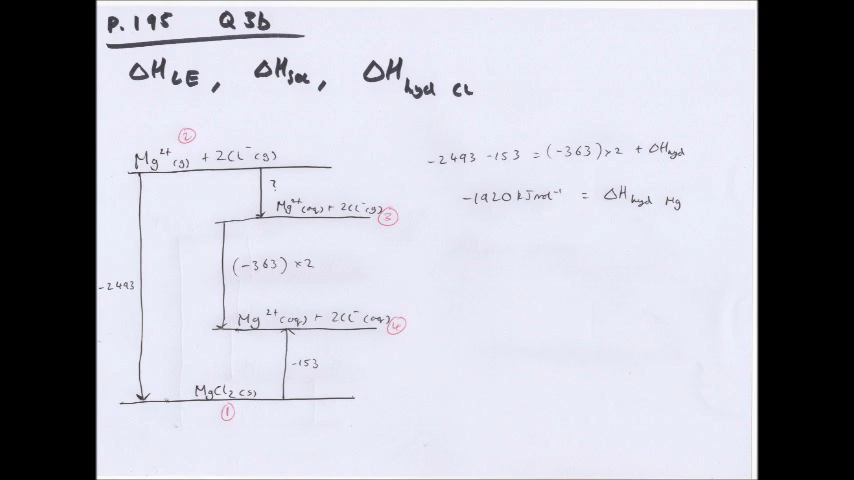 P.195 Q3b
ΔH LE, ΔH sol, ΔH hyd Cl
②
Mg²⁺(g) + 2Cl⁻(g)
?
Mg²⁺(aq) + 2Cl⁻(g) ③
-2493
(-363) ×2
Mg²⁺(aq) + 2Cl⁻(aq) ④
-153
MgCl₂(s)
①
-2493 -153 = (-363)×2 + ΔHhyd
-1920 kJmol⁻¹ = ΔH hyd Mg